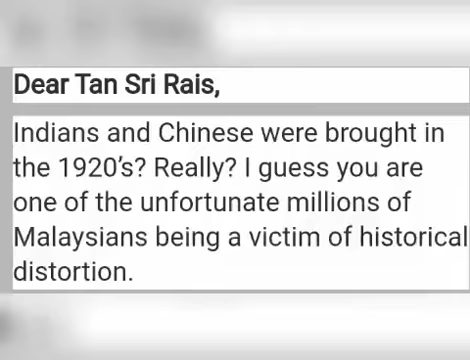 Dear Tan Sri Rais,
Indians and Chinese were brought in
the 1920's? Really? I guess you are
one of the unfortunate millions of
Malaysians being a victim of historical
distortion.